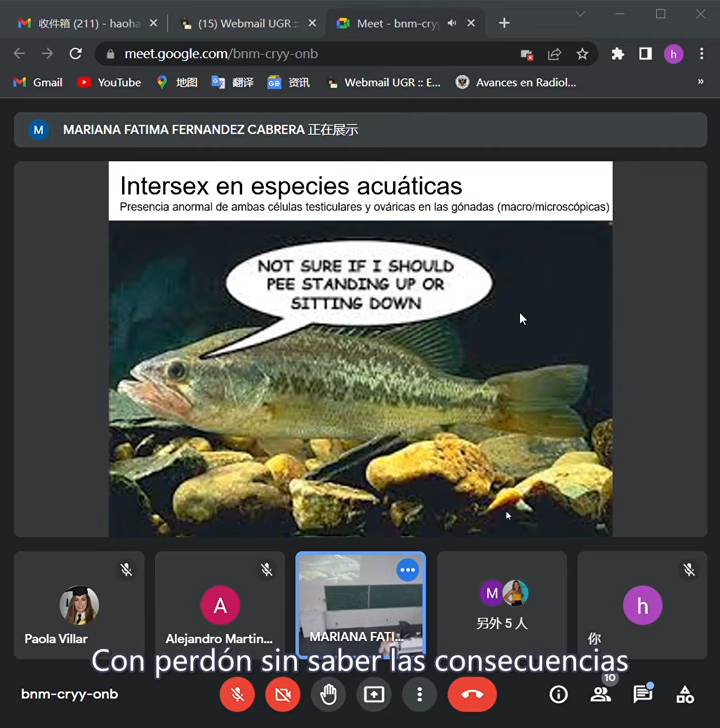 收件箱 (211) - haoha
(15) Webmail UGR ::
Meet - bnm-cry
meet.google.com/bnm-cryy-onb
h
Gmail
YouTube
地图
翻译
资讯
Webmail UGR :: E...
Avances en Radiol...
»
M
MARIANA FATIMA FERNANDEZ CABRERA 正在展示
Intersex en especies acuáticas
Presencia anormal de ambas células testiculares y ováricas en las gónadas (macro/microscópicas)
NOT SURE IF I SHOULD
PEE STANDING UP OR
SITTING DOWN
A
M
h
Paola Villar
Alejandro Martin...
MARIANA FATI...
另外 5 人
你
Con perdón sin saber las consecuencias
bnm-cryy-onb
10